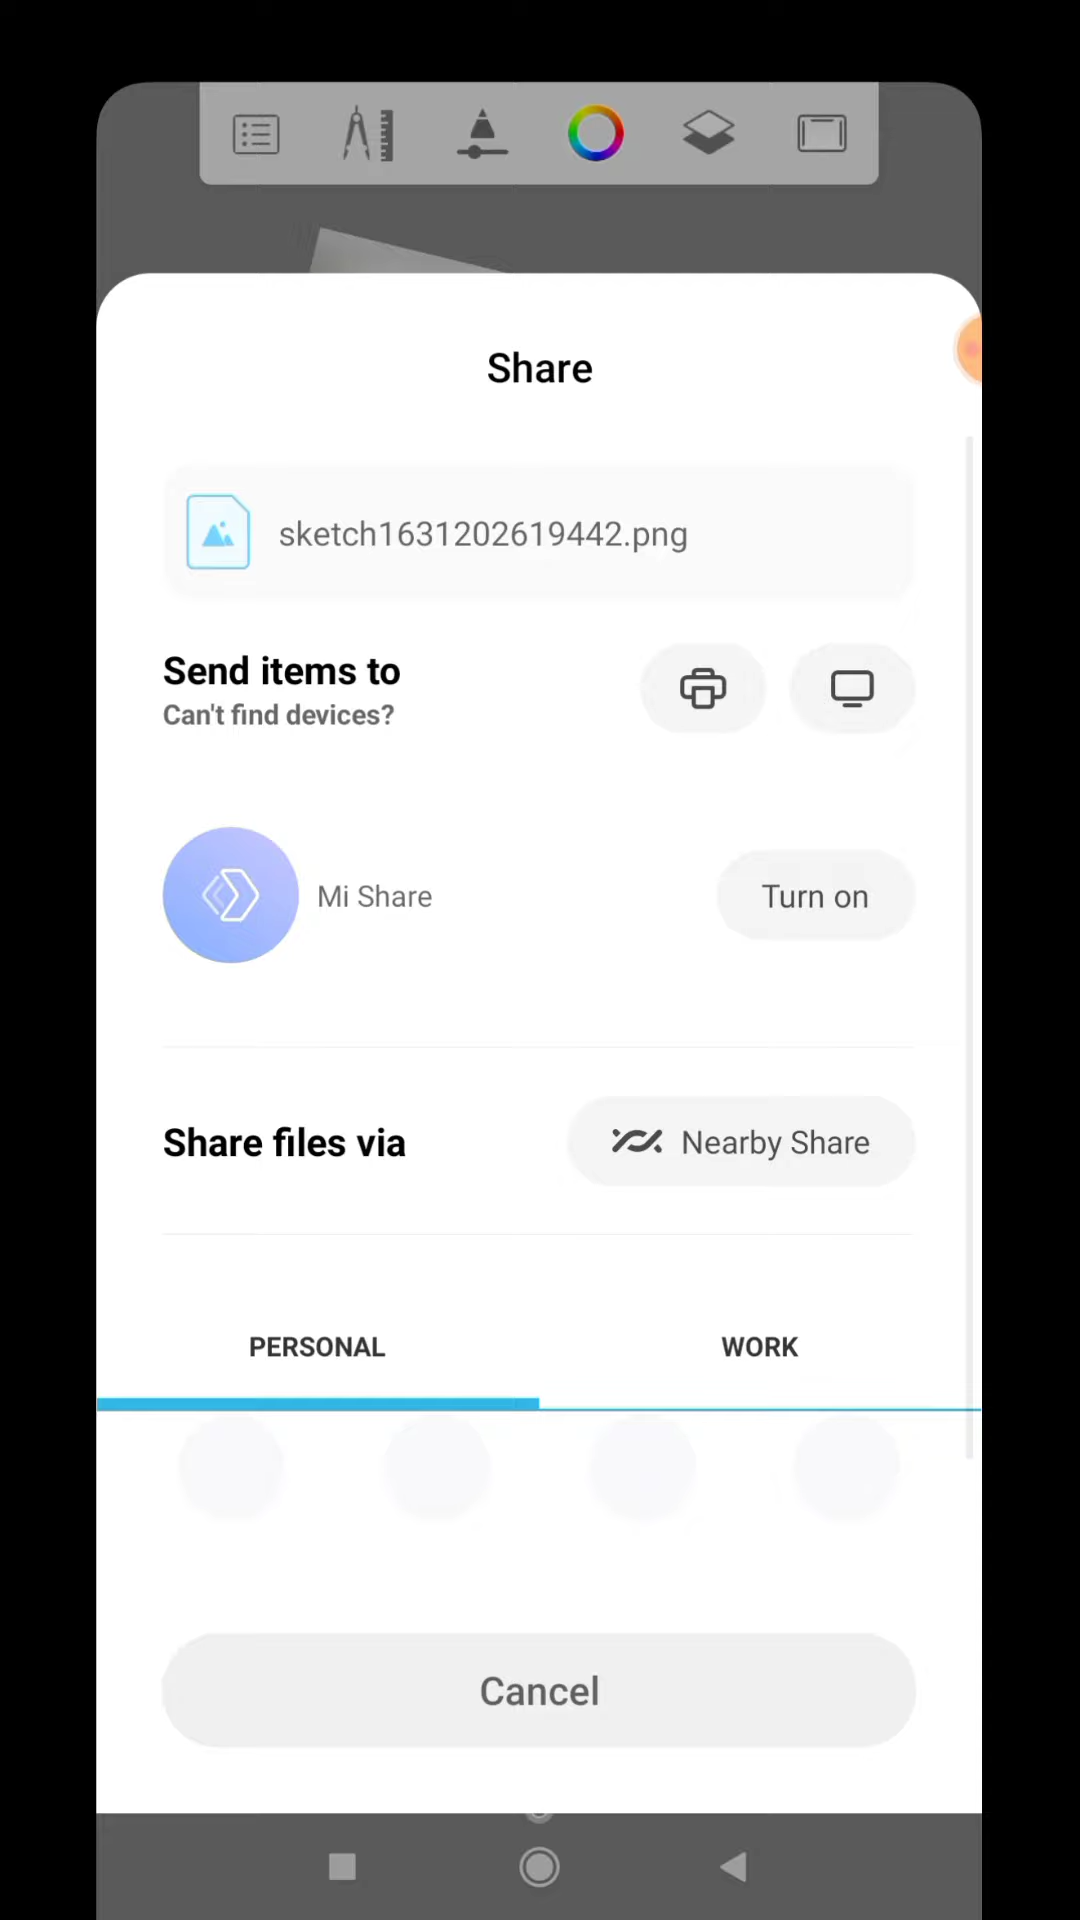 Share
sketch1631202619442.png
Send items to
Can't find devices?
Mi Share
Turn on
Share files via
Nearby Share
PERSONAL
WORK
Cancel